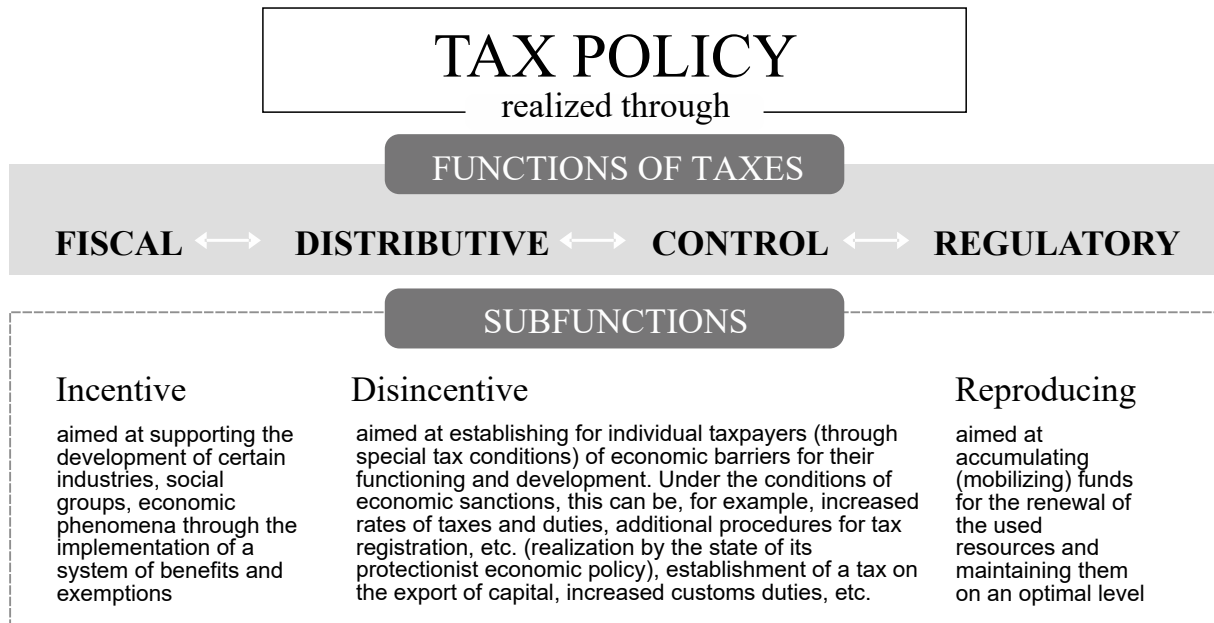 TAX POLICY
realized through
FUNCTIONS OF TAXES
FISCAL DISTRIBUTIVE CONTROL REGULATORY
SUBFUNCTIONS
Incentive
aimed at supporting the
development of certain
industries, social
groups, economic
phenomena through the
implementation of a
system of benefits and
exemptions
Disincentive
aimed at establishing for individual taxpayers (through
special tax conditions) of economic barriers for their
functioning and development. Under the conditions of
economic sanctions, this can be, for example, increased
rates of taxes and duties, additional procedures for tax
registration, etc. (realization by the state of its
protectionist economic policy), establishment of a tax on
the export of capital, increased customs duties, etc.
Reproducing
aimed at
accumulating
(mobilizing) funds
for the renewal of
the used
resources and
maintaining them
on an optimal level